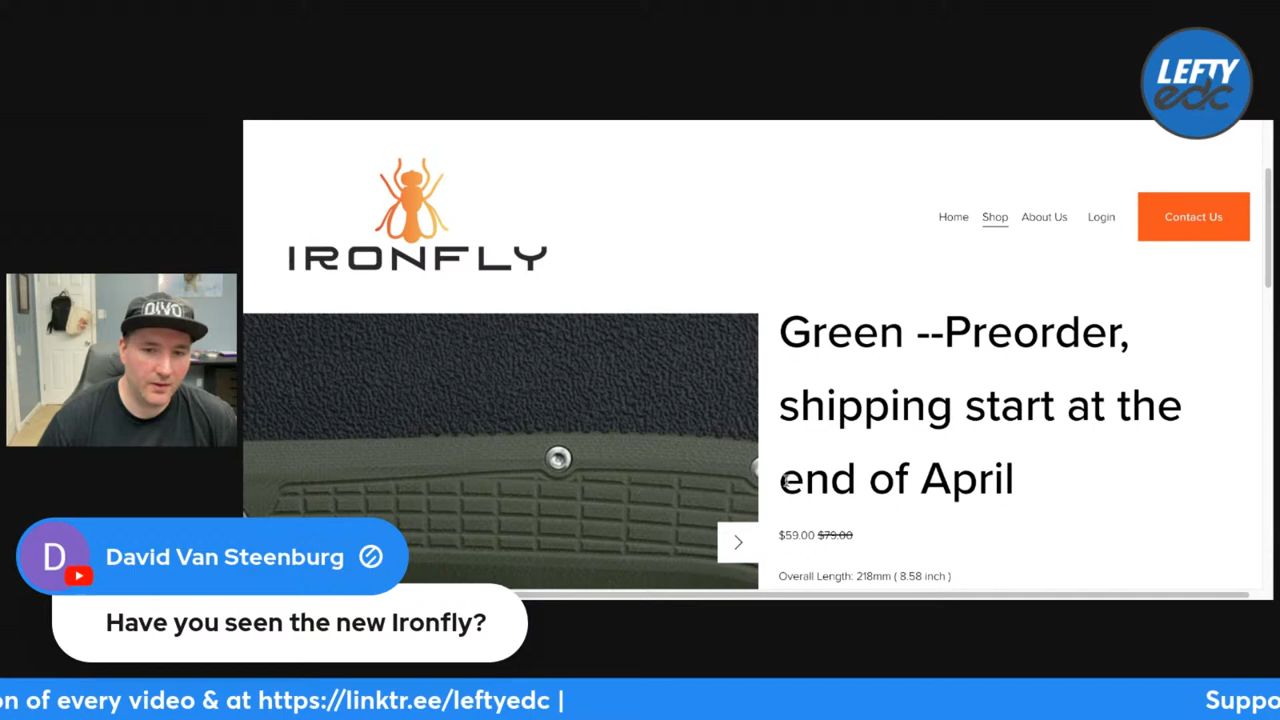 LEFTY
edc
IRONFLY
Home Shop About Us Login Contact Us
Green --Preorder,
shipping start at the
end of April
$59.00 $79.00
Overall Length: 218mm ( 8.58 inch )
DIVO
D David Van Steenburg
Have you seen the new Ironfly?
on of every video & at https://linktr.ee/leftyedc | Suppo